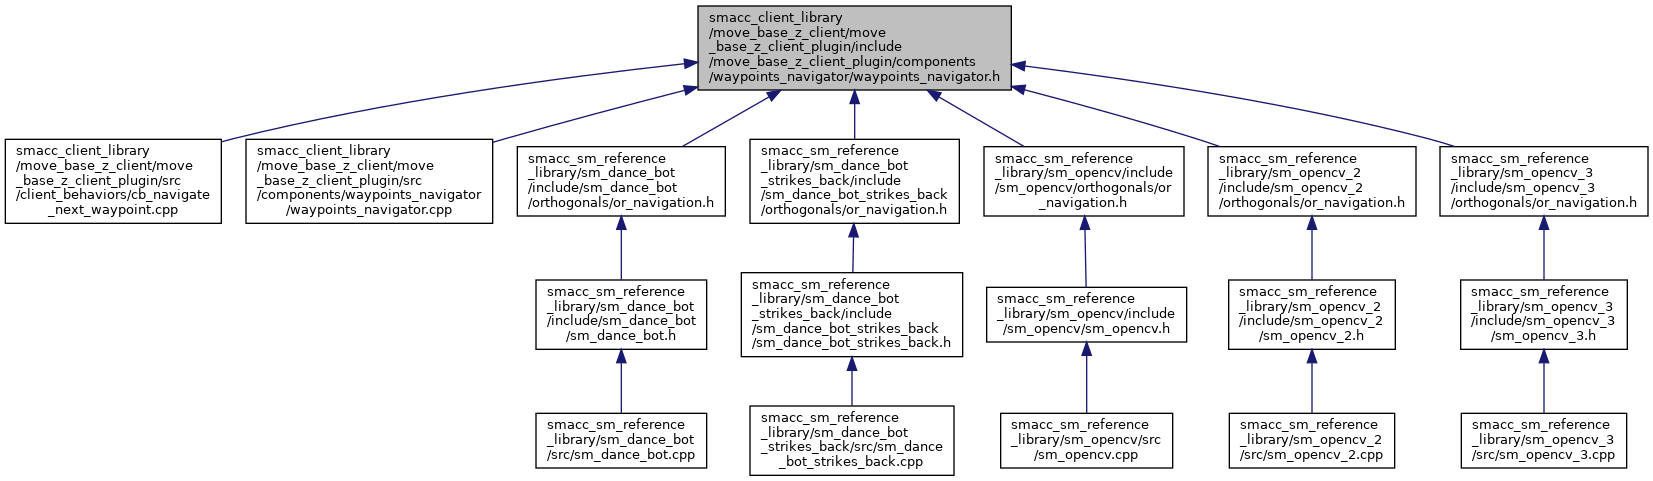 smacc_client_library
/move_base_z_client/move
_base_z_client_plugin/include
/move_base_z_client_plugin/components
/waypoints_navigator/waypoints_navigator.h
smacc_client_library
/move_base_z_client/move
_base_z_client_plugin/src
/client_behaviors/cb_navigate
_next_waypoint.cpp
smacc_client_library
/move_base_z_client/move
_base_z_client_plugin/src
/components/waypoints_navigator
/waypoints_navigator.cpp
smacc_sm_reference
_library/sm_dance_bot
/include/sm_dance_bot
/orthogonals/or_navigation.h
smacc_sm_reference
_library/sm_dance_bot
_strikes_back/include
/sm_dance_bot_strikes_back
/orthogonals/or_navigation.h
smacc_sm_reference
_library/sm_opencv/include
/sm_opencv/orthogonals/or
_navigation.h
smacc_sm_reference
_library/sm_opencv_2
/include/sm_opencv_2
/orthogonals/or_navigation.h
smacc_sm_reference
_library/sm_opencv_3
/include/sm_opencv_3
/orthogonals/or_navigation.h
smacc_sm_reference
_library/sm_dance_bot
/include/sm_dance_bot
/sm_dance_bot.h
smacc_sm_reference
_library/sm_dance_bot
_strikes_back/include
/sm_dance_bot_strikes_back
/sm_dance_bot_strikes_back.h
smacc_sm_reference
_library/sm_opencv/include
/sm_opencv/sm_opencv.h
smacc_sm_reference
_library/sm_opencv_2
/include/sm_opencv_2
/sm_opencv_2.h
smacc_sm_reference
_library/sm_opencv_3
/include/sm_opencv_3
/sm_opencv_3.h
smacc_sm_reference
_library/sm_dance_bot
/src/sm_dance_bot.cpp
smacc_sm_reference
_library/sm_dance_bot
_strikes_back/src/sm_dance
_bot_strikes_back.cpp
smacc_sm_reference
_library/sm_opencv/src
/sm_opencv.cpp
smacc_sm_reference
_library/sm_opencv_2
/src/sm_opencv_2.cpp
smacc_sm_reference
_library/sm_opencv_3
/src/sm_opencv_3.cpp